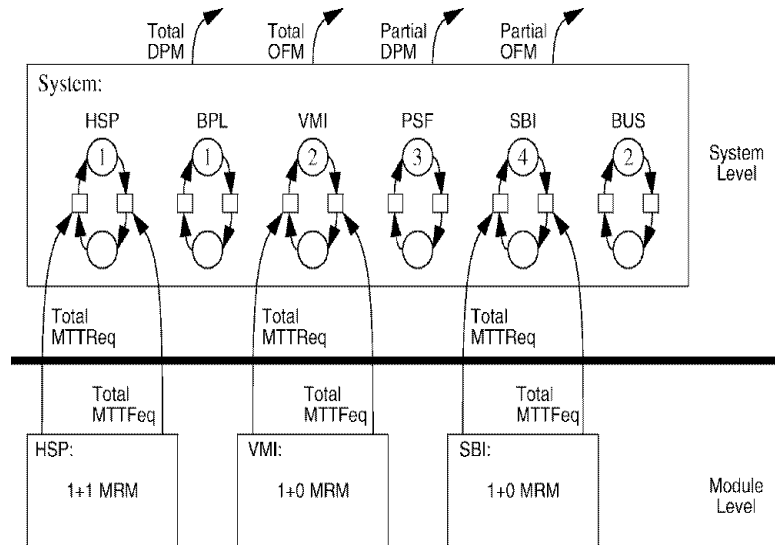 Total DPM
Total OFM
Partial DPM
Partial OFM
System:
HSP
BPL
VMI
PSF
SBI
BUS
1
1
2
3
4
2
System Level
Total MTTReq
Total MTTReq
Total MTTReq
Total MTTFeq
Total MTTFeq
Total MTTFeq
HSP:
1+1 MRM
VMI:
1+0 MRM
SBI:
1+0 MRM
Module Level